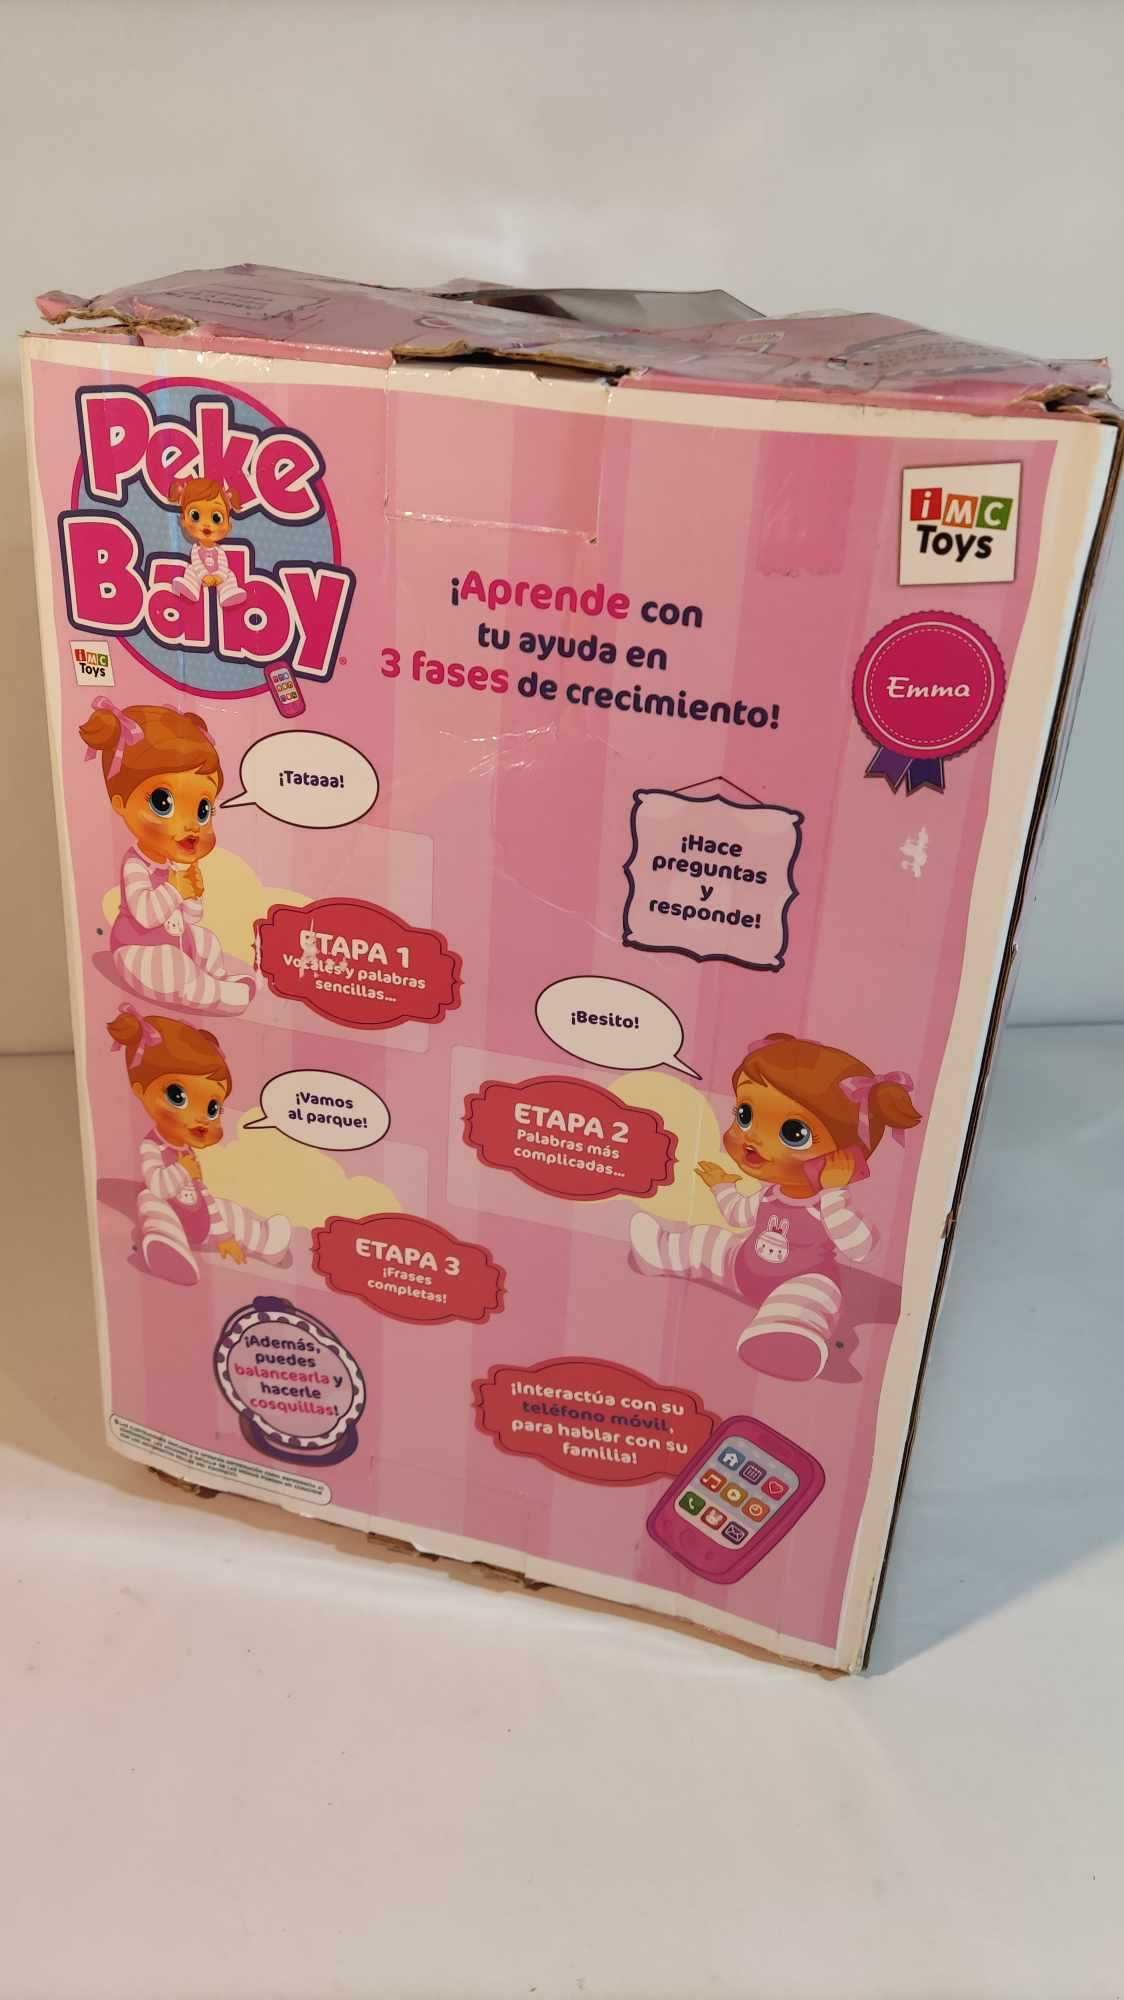 Peke
Baby
®
iMC
Toys
iMC
Toys
¡Aprende con
tu ayuda en
3 fases de crecimiento!
Emma
¡Tataaa!
ETAPA 1
Vocales y palabras
sencillas...
¡Hace
preguntas
y
responde!
¡Besito!
ETAPA 2
Palabras más
complicadas...
¡Vamos
al parque!
ETAPA 3
¡Frases
completas!
¡Además,
puedes
balancearla y
hacerle
cosquillas!
¡Interactúa con su
teléfono móvil,
para hablar con su
familia!